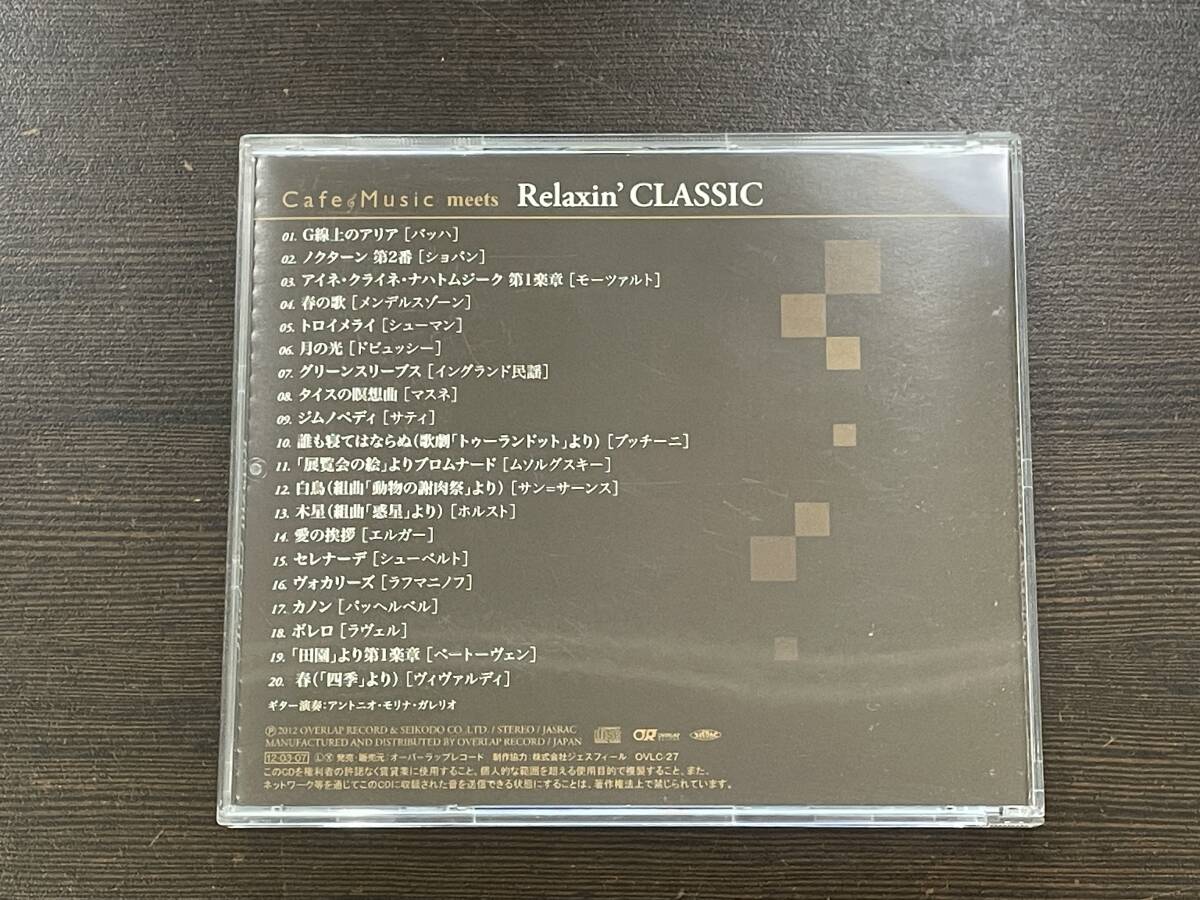 Cafe Music meets Relaxin' CLASSIC
01. G線上のアリア [バッハ]
02. ノクターン 第2番 [ショパン]
03. アイネ・クライネ・ナハトムジーク 第1楽章 [モーツァルト]
04. 春の歌 [メンデルスゾーン]
05. トロイメライ [シューマン]
06. 月の光 [ドビュッシー]
07. グリーンスリーブス [イングランド民謡]
08. タイスの瞑想曲 [マスネ]
09. ジムノペディ [サティ]
10. 誰も寝てはならぬ(歌劇「トゥーランドット」より) [プッチーニ]
11. 「展覧会の絵」よりプロムナード [ムソルグスキー]
12. 白鳥(組曲「動物の謝肉祭」より) [サン=サーンス]
13. 木星(組曲「惑星」より) [ホルスト]
14. 愛の挨拶 [エルガー]
15. セレナーデ [シューベルト]
16. ヴォカリーズ [ラフマニノフ]
17. カノン [パッヘルベル]
18. ボレロ [ラヴェル]
19. 「田園」より第1楽章 [ベートーヴェン]
20. 春(「四季」より) [ヴィヴァルディ]
ギター演奏:アントニオ・モリナ・ガレリオ
Ⓟ2012 OVERLAP RECORD & SEIKODO CO.,LTD. / STEREO / JASRAC
MANUFACTURED AND DISTRIBUTED BY OVERLAP RECORD / JAPAN
OR OVERLAP
12・03・07 Ⓛ Ⓧ 発売・販売元:オーバーラップレコード 制作協力:株式会社ジェスフィール OVLC-27
このCDを権利者の許諾なく賃貸業に使用すること、個人的な範囲を超える使用目的で複製すること、また、
ネットワーク等を通じてこのCDに収録された音を送信できる状態にすることは、著作権法上で禁じられています。